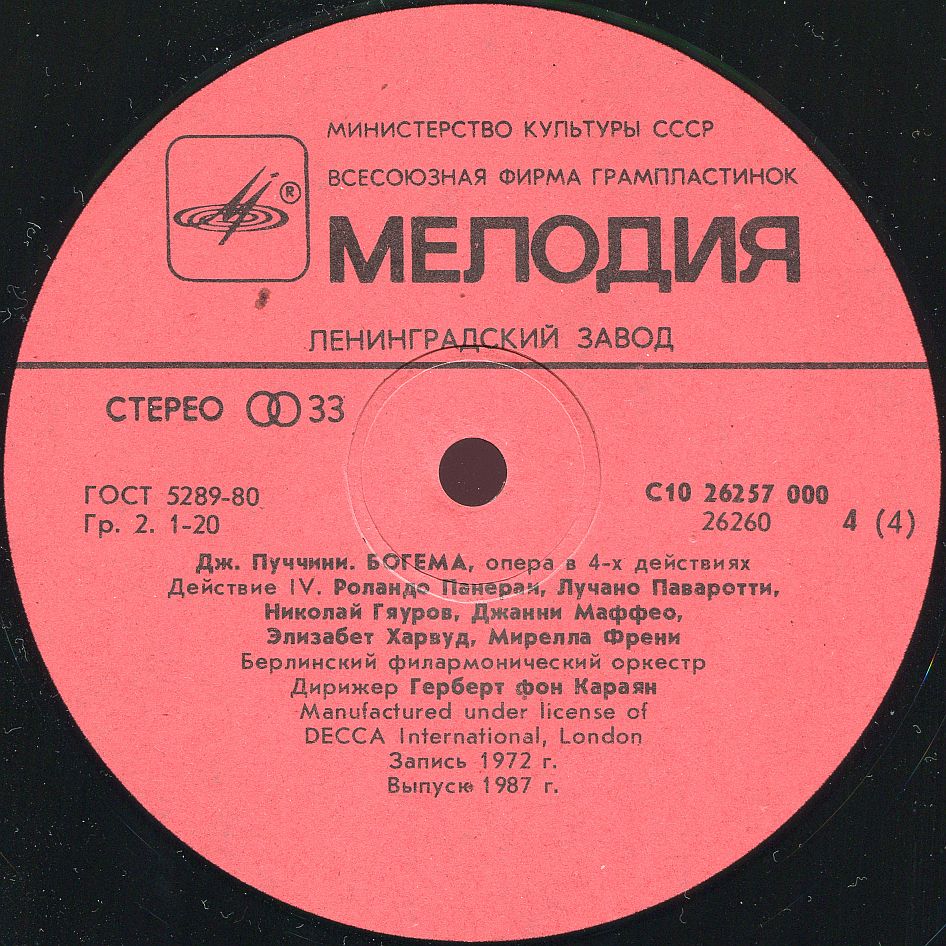 МИНИСТЕРСТВО КУЛЬТУРЫ СССР
ВСЕСОЮЗНАЯ ФИРМА ГРАМПЛАСТИНОК
®
МЕЛОДИЯ
ЛЕНИНГРАДСКИЙ ЗАВОД
СТЕРЕО 33
ГОСТ 5289-80
Гр. 2. 1-20
С10 26257 000
26260 4 (4)
Дж. Пуччини. БОГЕМА, опера в 4-х действиях
Действие IV. Роландо Панераи, Лучано Паваротти,
Николай Гяуров, Джанни Маффео,
Элизабет Харвуд, Мирелла Френи
Берлинский филармонический оркестр
Дирижер Герберт фон Караян
Manufactured under license of
DECCA International, London
Запись 1972 г.
Выпуск 1987 г.